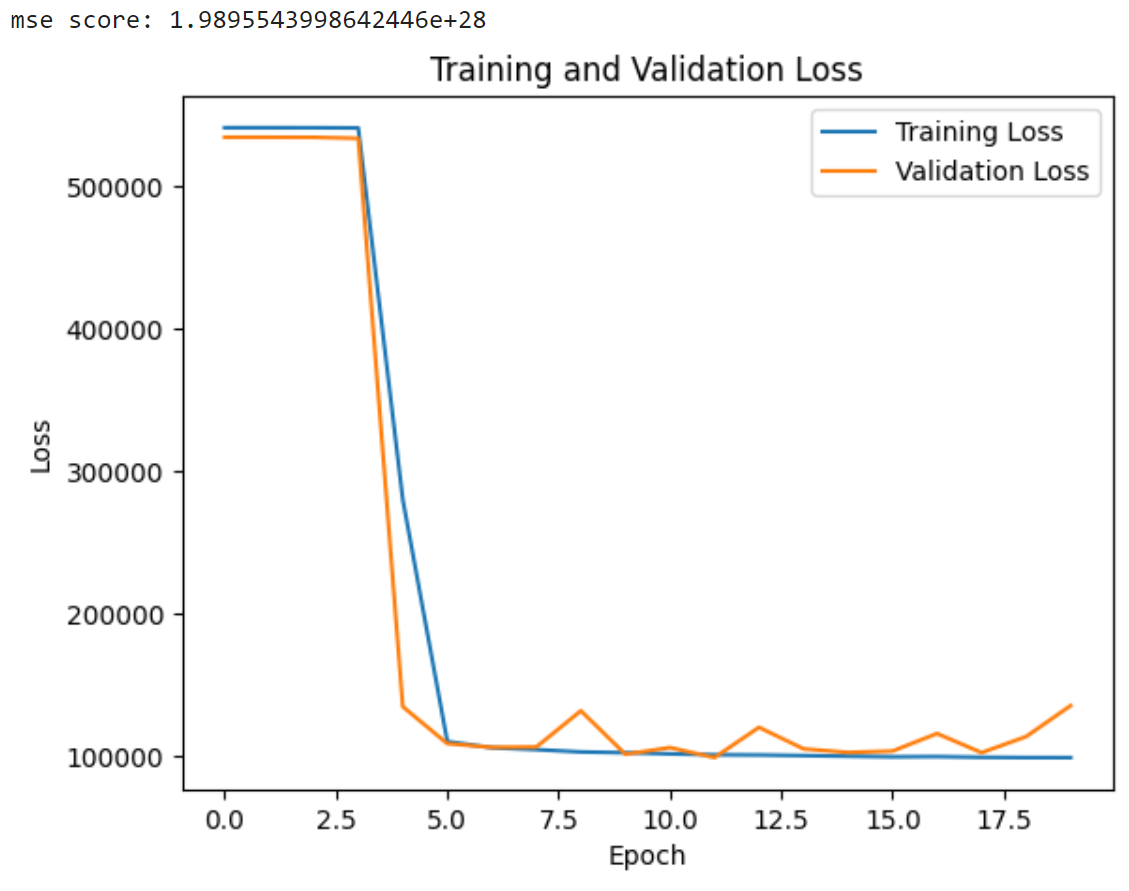 mse score: 1.9895543998642446e+28
Training and Validation Loss
Training Loss
Validation Loss
500000
400000
300000
200000
100000
Loss
0.0 2.5 5.0 7.5 10.0 12.5 15.0 17.5
Epoch